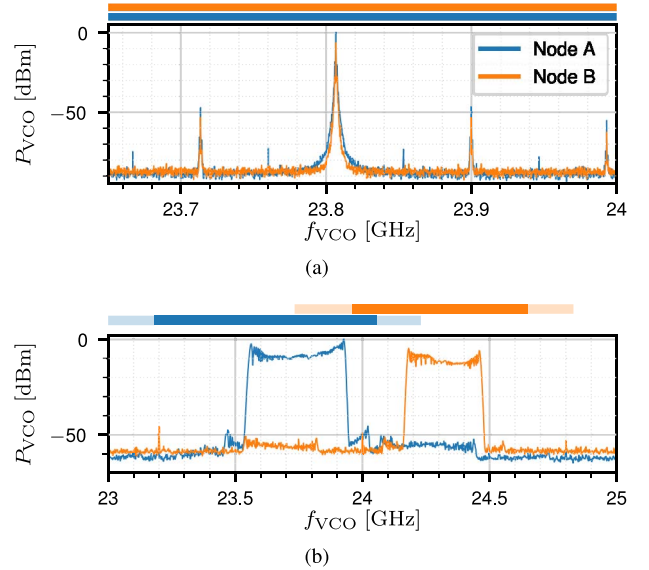 0
−50
P_VCO [dBm]
Node A
Node B
23.7 23.8 23.9 24
f_VCO [GHz]
(a)
0
−50
P_VCO [dBm]
23 23.5 24 24.5 25
f_VCO [GHz]
(b)